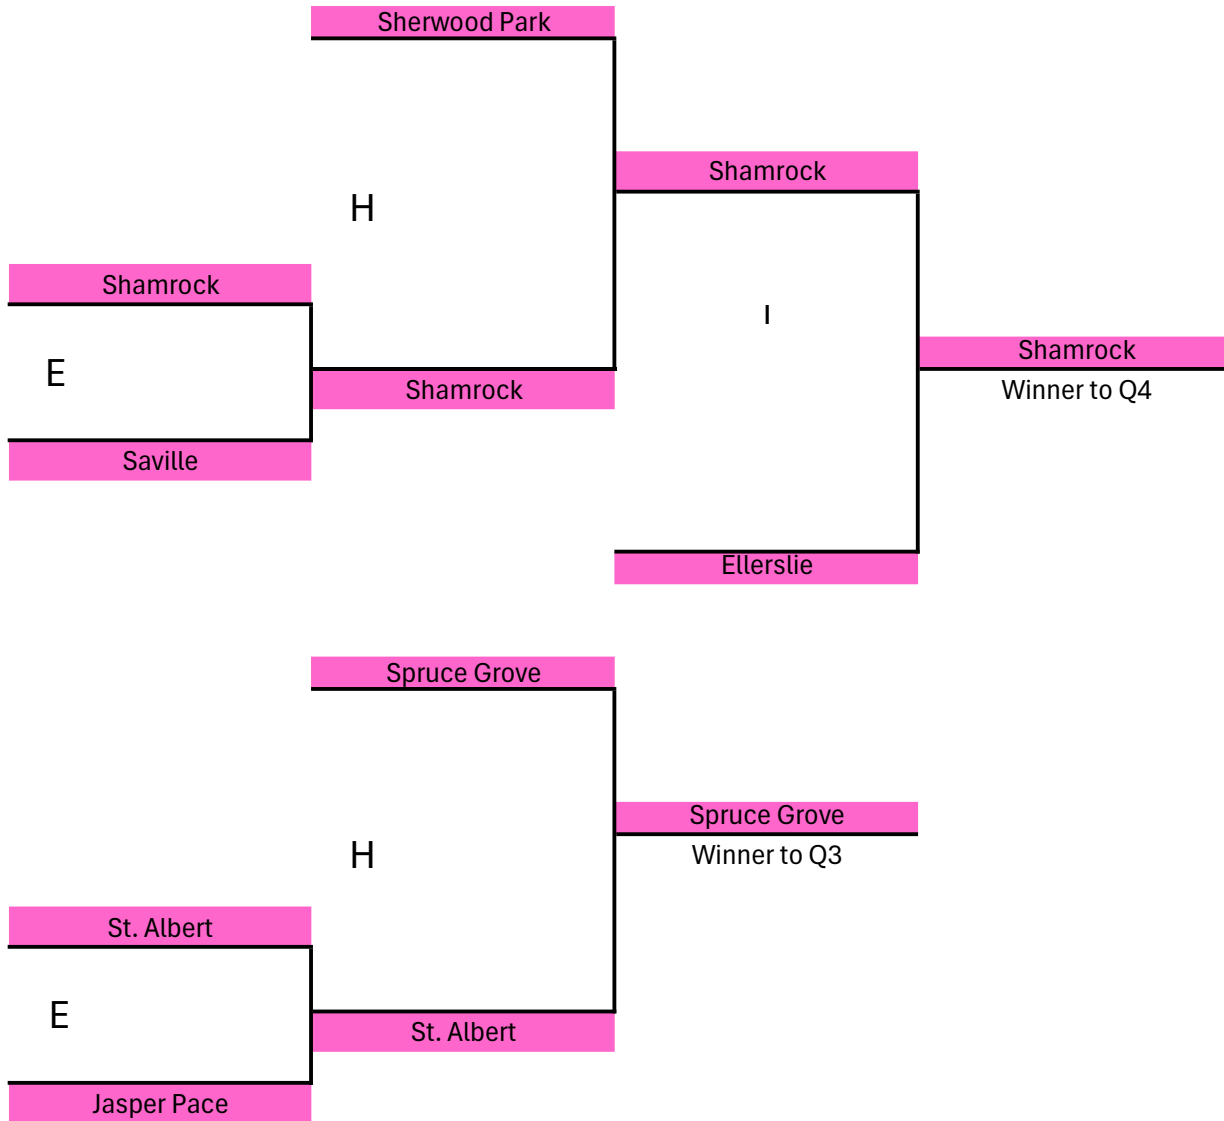 Sherwood Park
Shamrock
H
Shamrock
I
Shamrock
E
Shamrock
Winner to Q4
Saville
Ellerslie
Spruce Grove
Spruce Grove
H
Winner to Q3
St. Albert
E
St. Albert
Jasper Pace